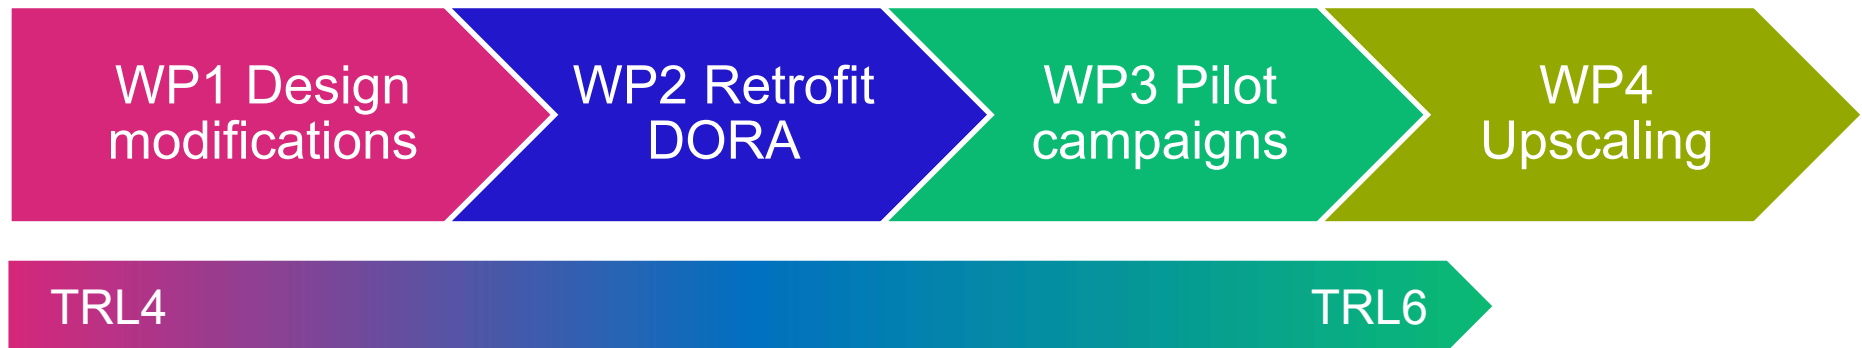 WP1 Design
modifications
WP2 Retrofit
DORA
WP3 Pilot
campaigns
WP4
Upscaling
TRL4
TRL6